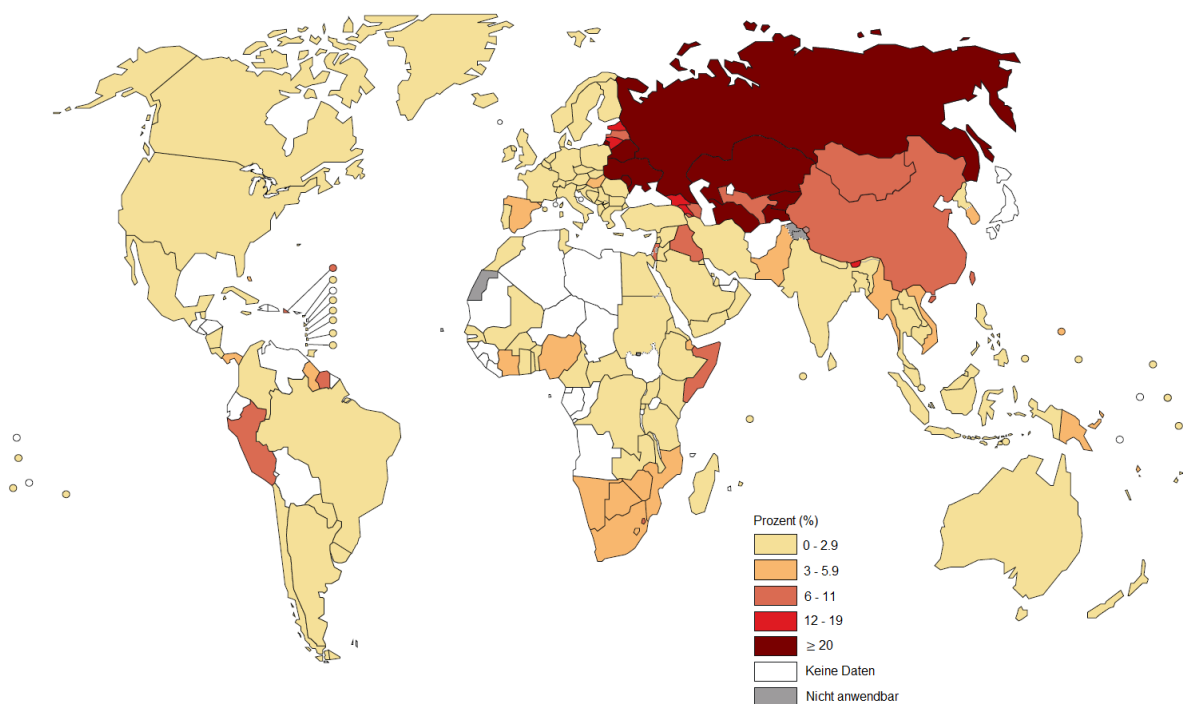 Prozent (%)
0 - 2.9
3 - 5.9
6 - 11
12 - 19
≥ 20
Keine Daten
Nicht anwendbar